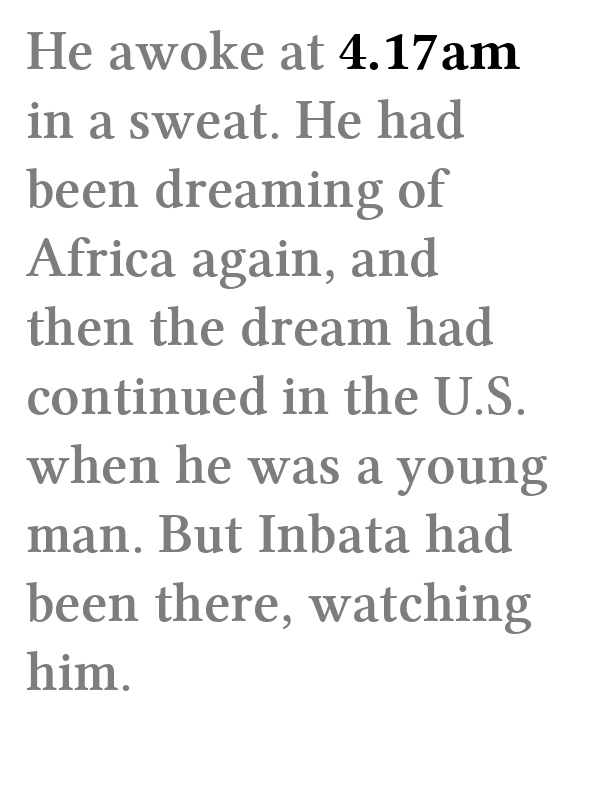 He awoke at 4.17am
in a sweat. He had
been dreaming of
Africa again, and
then the dream had
continued in the U.S.
when he was a young
man. But Inbata had
been there, watching
him.